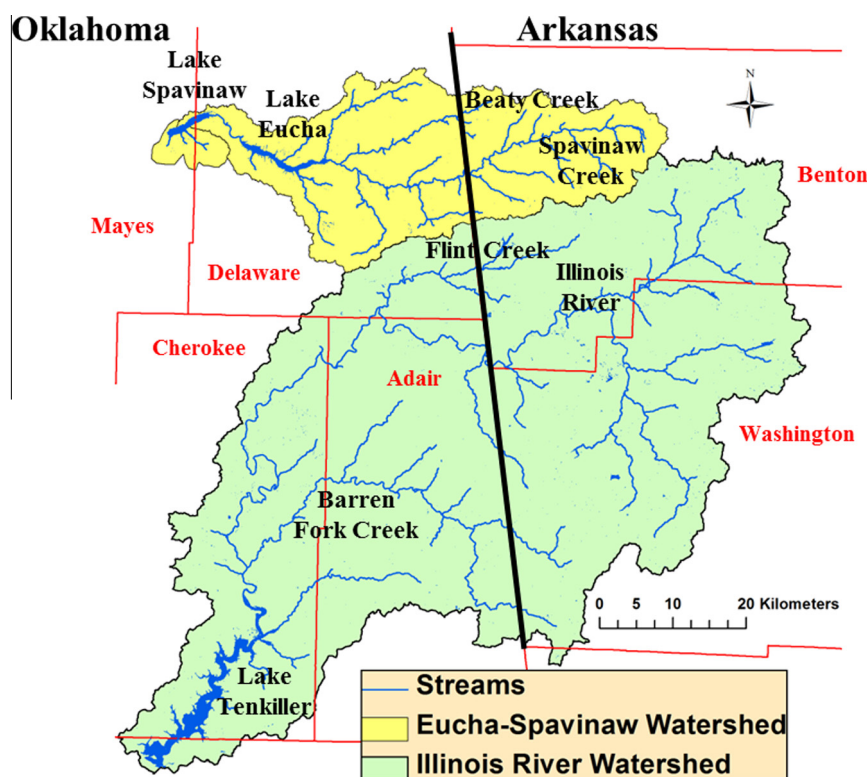 Oklahoma
Arkansas
Lake
Spavinaw
Lake
Eucha
Beaty Creek
N
Spavinaw
Creek
Benton
Mayes
Delaware
Flint Creek
Illinois
River
Cherokee
Adair
Washington
Barren
Fork Creek
0 5 10 20 Kilometers
Lake
Tenkiller
Streams
Eucha-Spavinaw Watershed
Illinois River Watershed